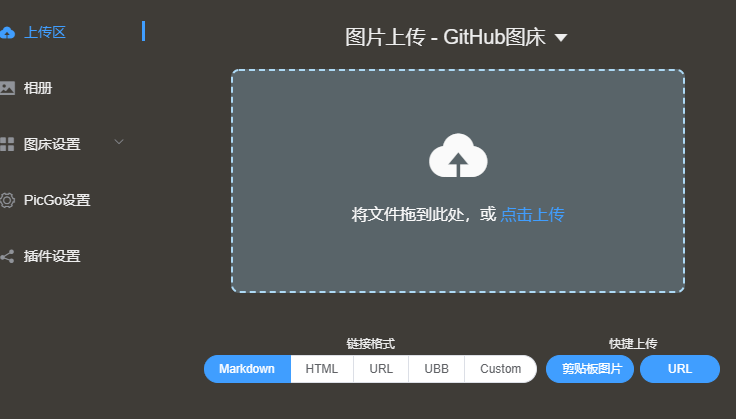 上传区
相册
图床设置
PicGo设置
插件设置
图片上传 - GitHub图床
将文件拖到此处，或 点击上传
链接格式
Markdown HTML URL UBB Custom
快捷上传
剪贴板图片 URL